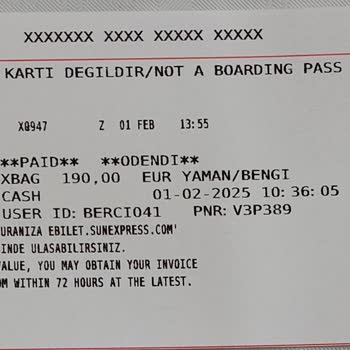 XXXXXXX XXXX XXXXX XXXXX
KARTI DEGILDIR/NOT A BOARDING PASS
XQ947 Z 01 FEB 13:55
**PAID** **ODENDI**
XBAG 190,00 EUR YAMAN/BENGI
CASH 01-02-2025 10:36:05
USER ID: BERCI041 PNR: V3P389
URANIZA EBILET.SUNEXPRESS.COM'
INDE ULASABILIRSINIZ.
VALUE, YOU MAY OBTAIN YOUR INVOICE
OM WITHIN 72 HOURS AT THE LATEST.